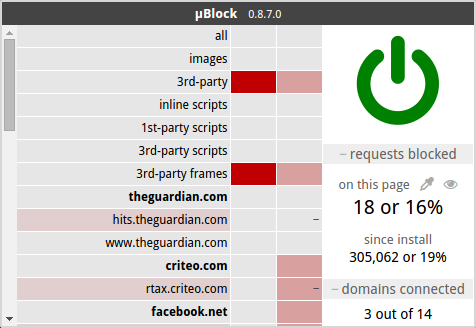 µBlock 0.8.7.0
all
images
3rd-party
inline scripts
1st-party scripts
3rd-party scripts
3rd-party frames
theguardian.com
hits.theguardian.com –
www.theguardian.com
criteo.com
rtax.criteo.com –
facebook.net
– requests blocked
on this page
18 or 16%
since install
305,062 or 19%
– domains connected
3 out of 14